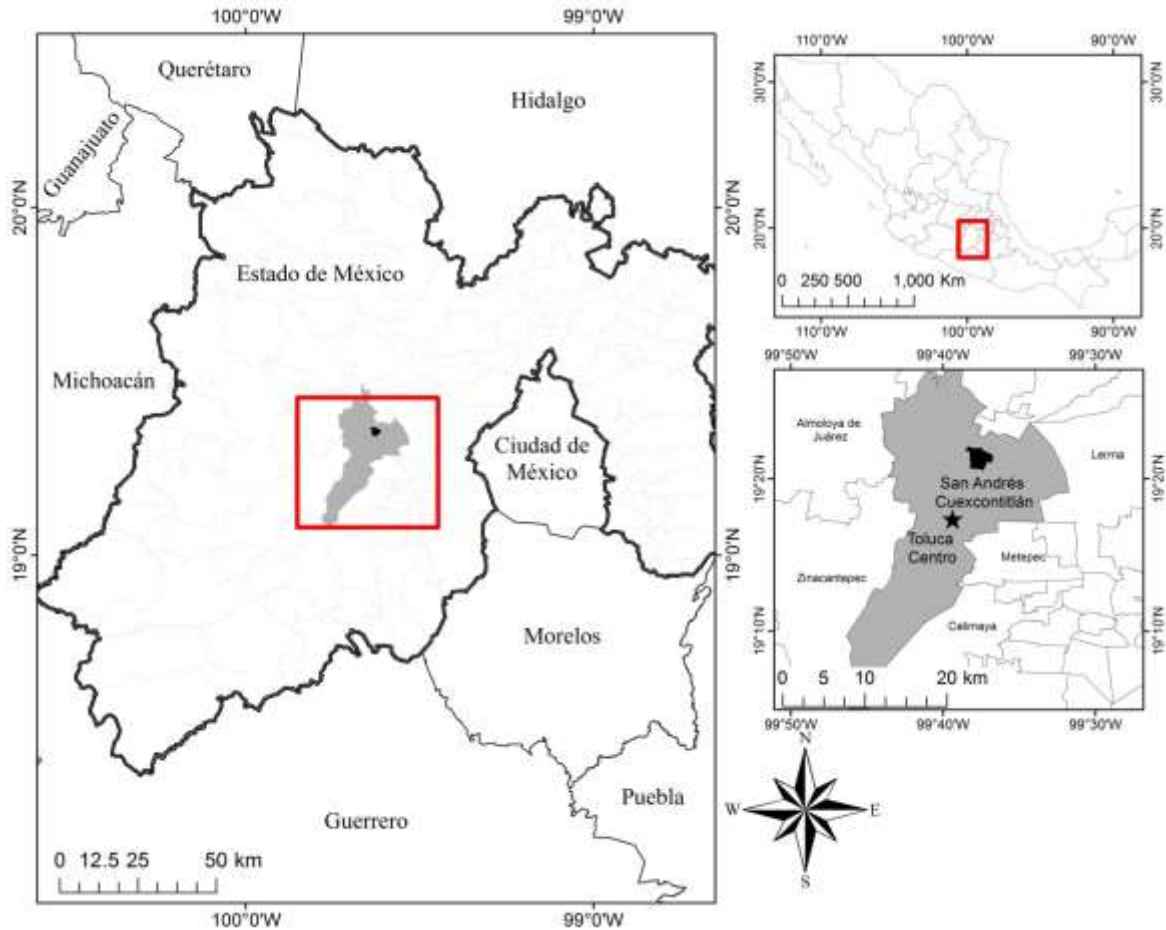 100°0'W
99°0'W
Querétaro
Hidalgo
Guanajuato
20°0'N
20°0'N
Estado de México
Michoacán
Ciudad de
México
19°0'N
19°0'N
Morelos
Puebla
Guerrero
0 12.5 25 50 km
100°0'W
99°0'W
110°0'W
100°0'W
90°0'W
30°0'N
30°0'N
20°0'N
20°0'N
0 250 500 1,000 Km
110°0'W
100°0'W
90°0'W
99°50'W
99°40'W
99°30'W
Almoloya de
Juárez
Lerma
19°20'N
19°20'N
San Andrés
Cuexcontitlán
Toluca
Centro
Metepec
Zinacantepec
Calimaya
19°10'N
19°10'N
0 5 10 20 km
99°50'W
99°40'W
99°30'W
N
W
E
S